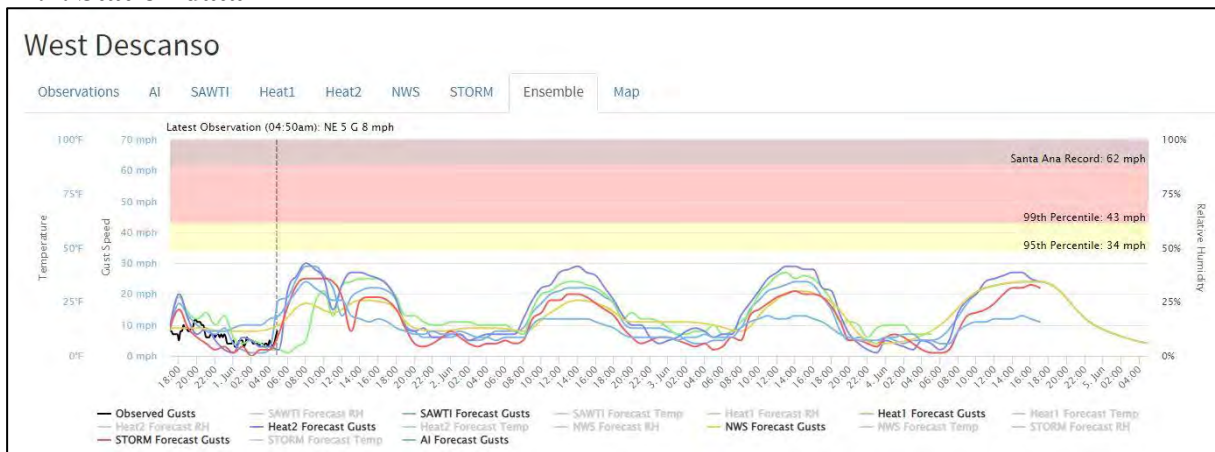 West Descanso
Observations AI SAWTI Heat1 Heat2 NWS STORM Ensemble Map
Latest Observation (04:50am): NE 5 G 8 mph
100°F 70 mph 100%
Santa Ana Record: 62 mph
60 mph
75°F 50 mph 75%
99th Percentile: 43 mph
40 mph
95th Percentile: 34 mph
50°F 50%
30 mph
25°F 20 mph 25%
10 mph
0°F 0 mph 0%
Temperature
Gust Speed
Relative Humidity
18:00 20:00 22:00 1. Jun 02:00 04:00 06:00 08:00 10:00 12:00 14:00 16:00 18:00 20:00 22:00 2. Jun 02:00 04:00 06:00 08:00 10:00 12:00 14:00 16:00 18:00 20:00 22:00 3. Jun 02:00 04:00 06:00 08:00 10:00 12:00 14:00 16:00 18:00 20:00 22:00 4. Jun 02:00 04:00 06:00 08:00 10:00 12:00 14:00 16:00 18:00 20:00 22:00 5. Jun 02:00 04:00
Observed Gusts SAWTI Forecast RH SAWTI Forecast Gusts SAWTI Forecast Temp Heat1 Forecast RH Heat1 Forecast Gusts Heat1 Forecast Temp
Heat2 Forecast RH Heat2 Forecast Gusts Heat2 Forecast Temp NWS Forecast RH NWS Forecast Gusts NWS Forecast Temp STORM Forecast RH
STORM Forecast Gusts STORM Forecast Temp AI Forecast Gusts